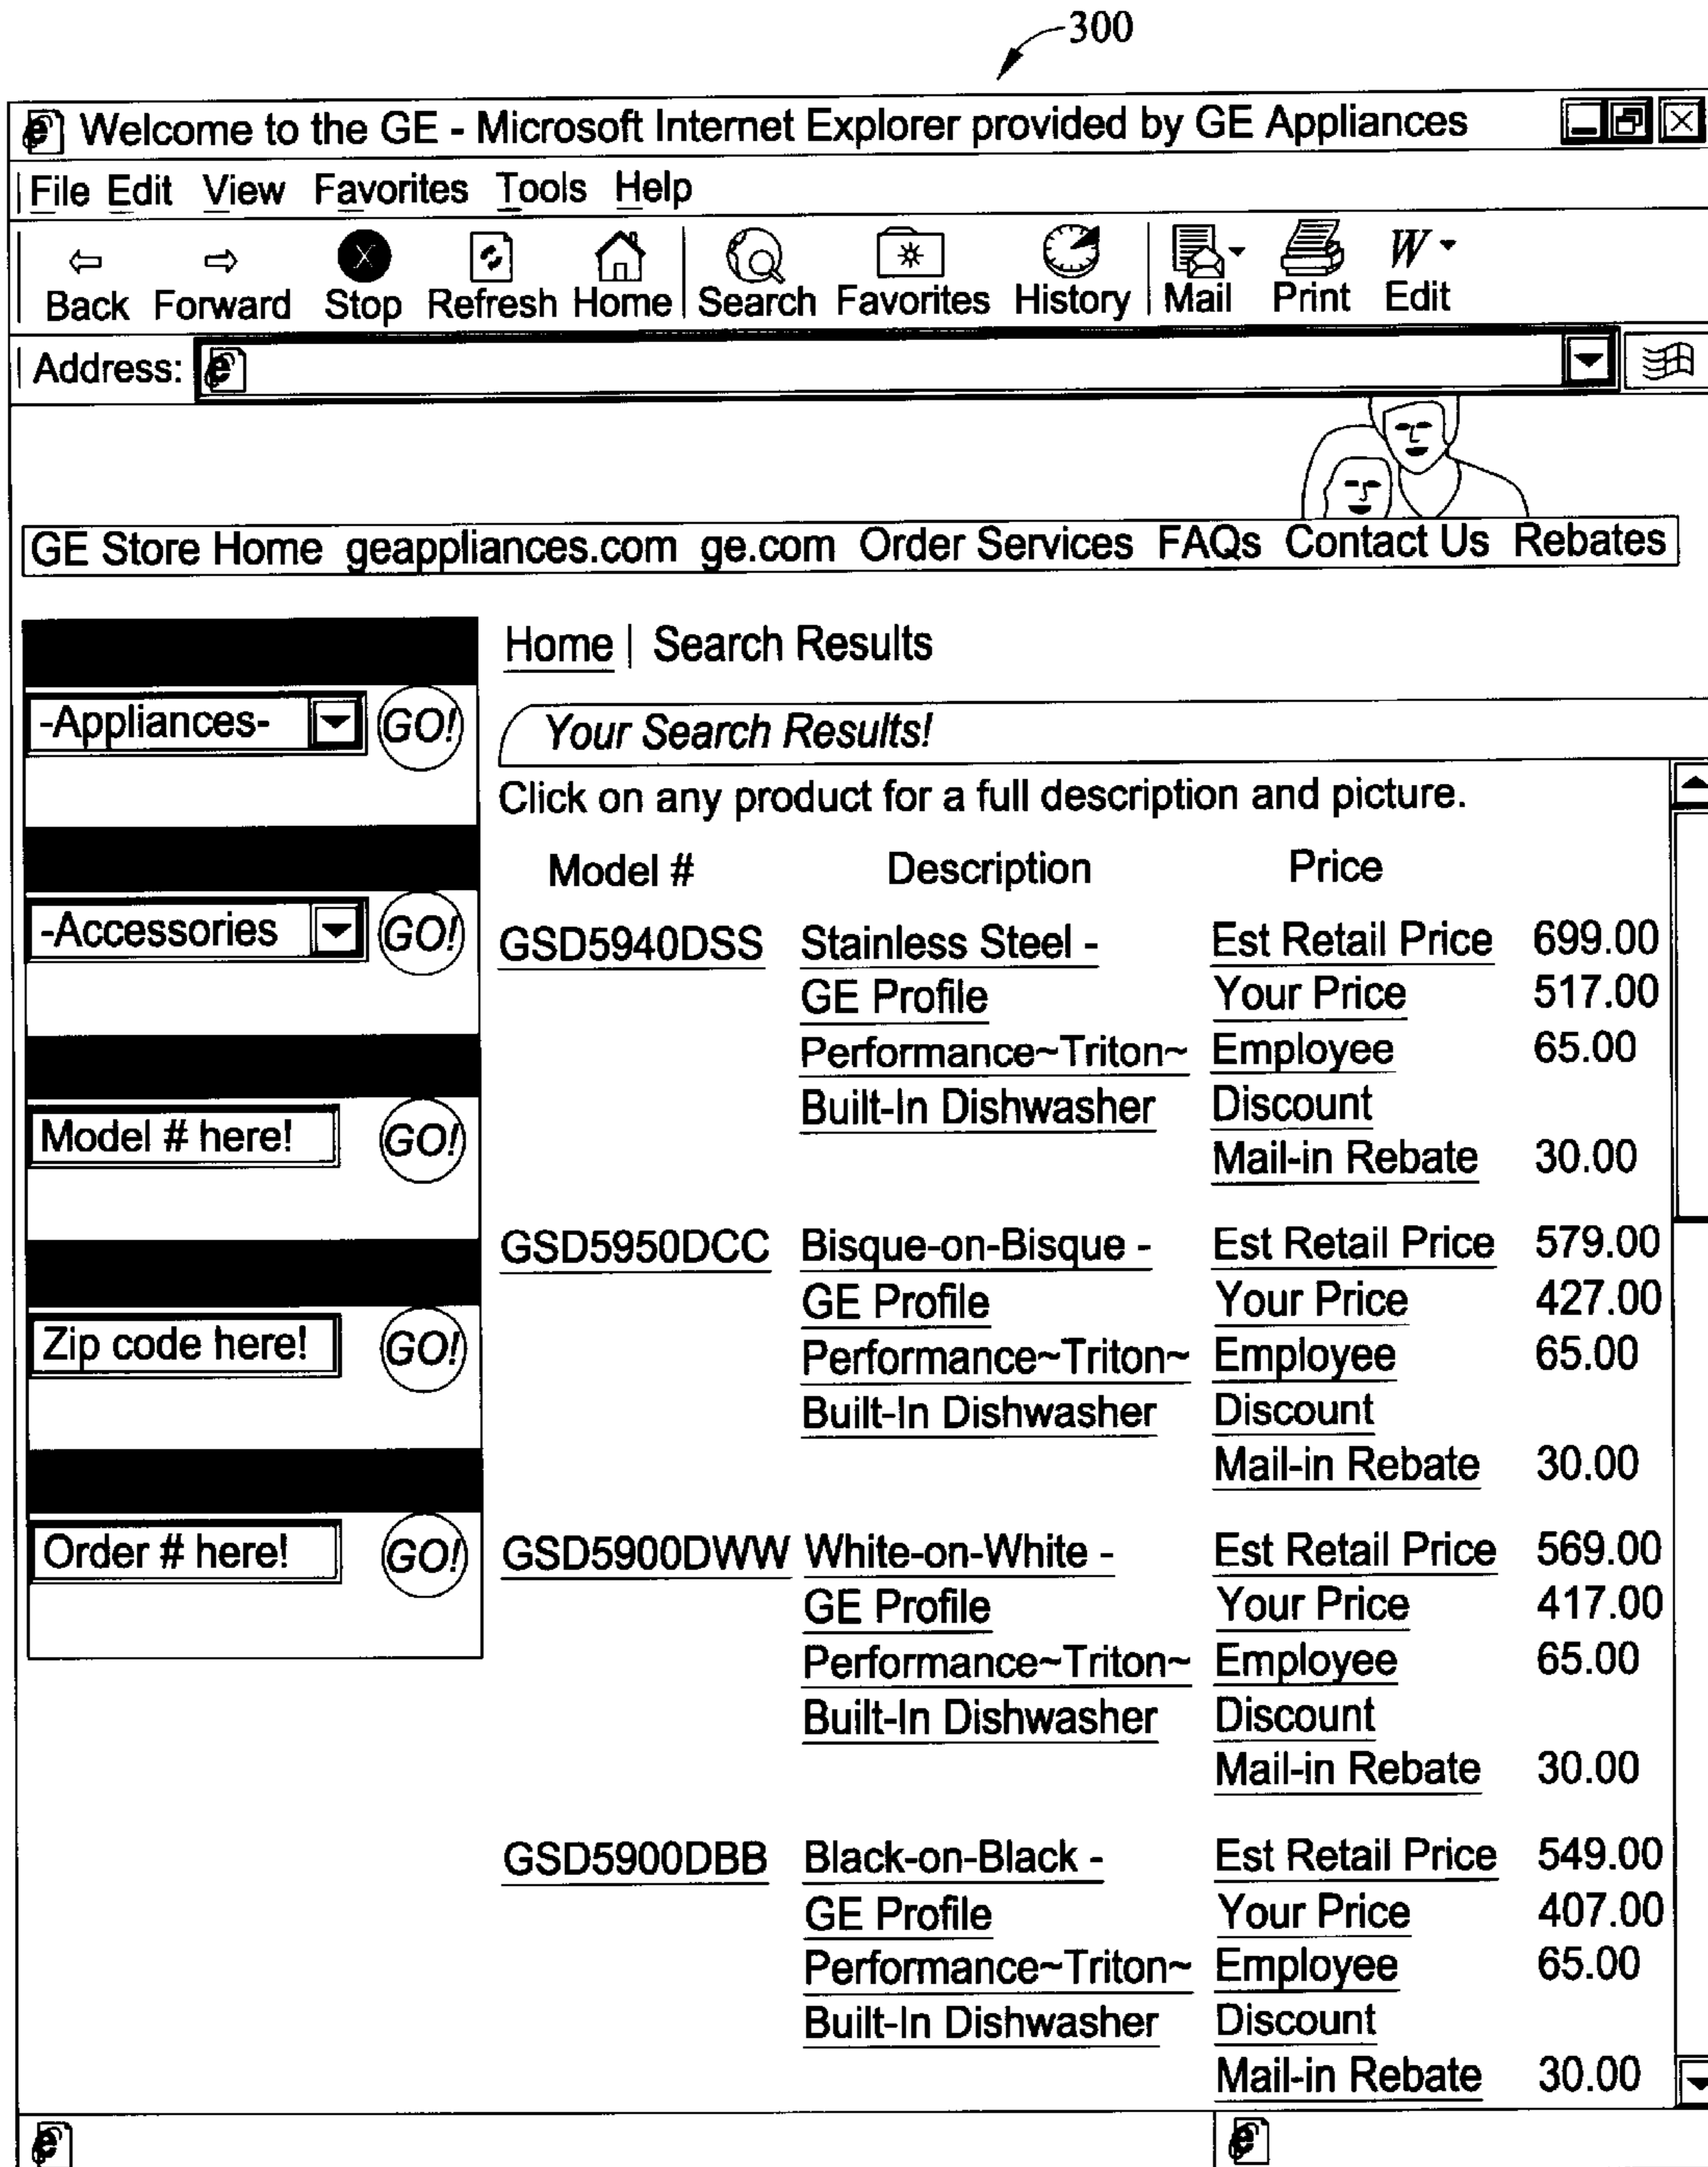 300
Welcome to the GE - Microsoft Internet Explorer provided by GE Appliances
File Edit View Favorites Tools Help
Back Forward Stop Refresh Home Search Favorites History Mail Print Edit
Address:
GE Store Home geappliances.com ge.com Order Services FAQs Contact Us Rebates
-Appliances- GO!
-Accessories GO!
Model # here! GO!
Zip code here! GO!
Order # here! GO!
Home | Search Results
Your Search Results!
Click on any product for a full description and picture.
Model # Description Price
GSD5940DSS Stainless Steel - Est Retail Price 699.00
GE Profile Your Price 517.00
Performance~Triton~ Employee 65.00
Built-In Dishwasher Discount
Mail-in Rebate 30.00
GSD5950DCC Bisque-on-Bisque - Est Retail Price 579.00
GE Profile Your Price 427.00
Performance~Triton~ Employee 65.00
Built-In Dishwasher Discount
Mail-in Rebate 30.00
GSD5900DWW White-on-White - Est Retail Price 569.00
GE Profile Your Price 417.00
Performance~Triton~ Employee 65.00
Built-In Dishwasher Discount
Mail-in Rebate 30.00
GSD5900DBB Black-on-Black - Est Retail Price 549.00
GE Profile Your Price 407.00
Performance~Triton~ Employee 65.00
Built-In Dishwasher Discount
Mail-in Rebate 30.00